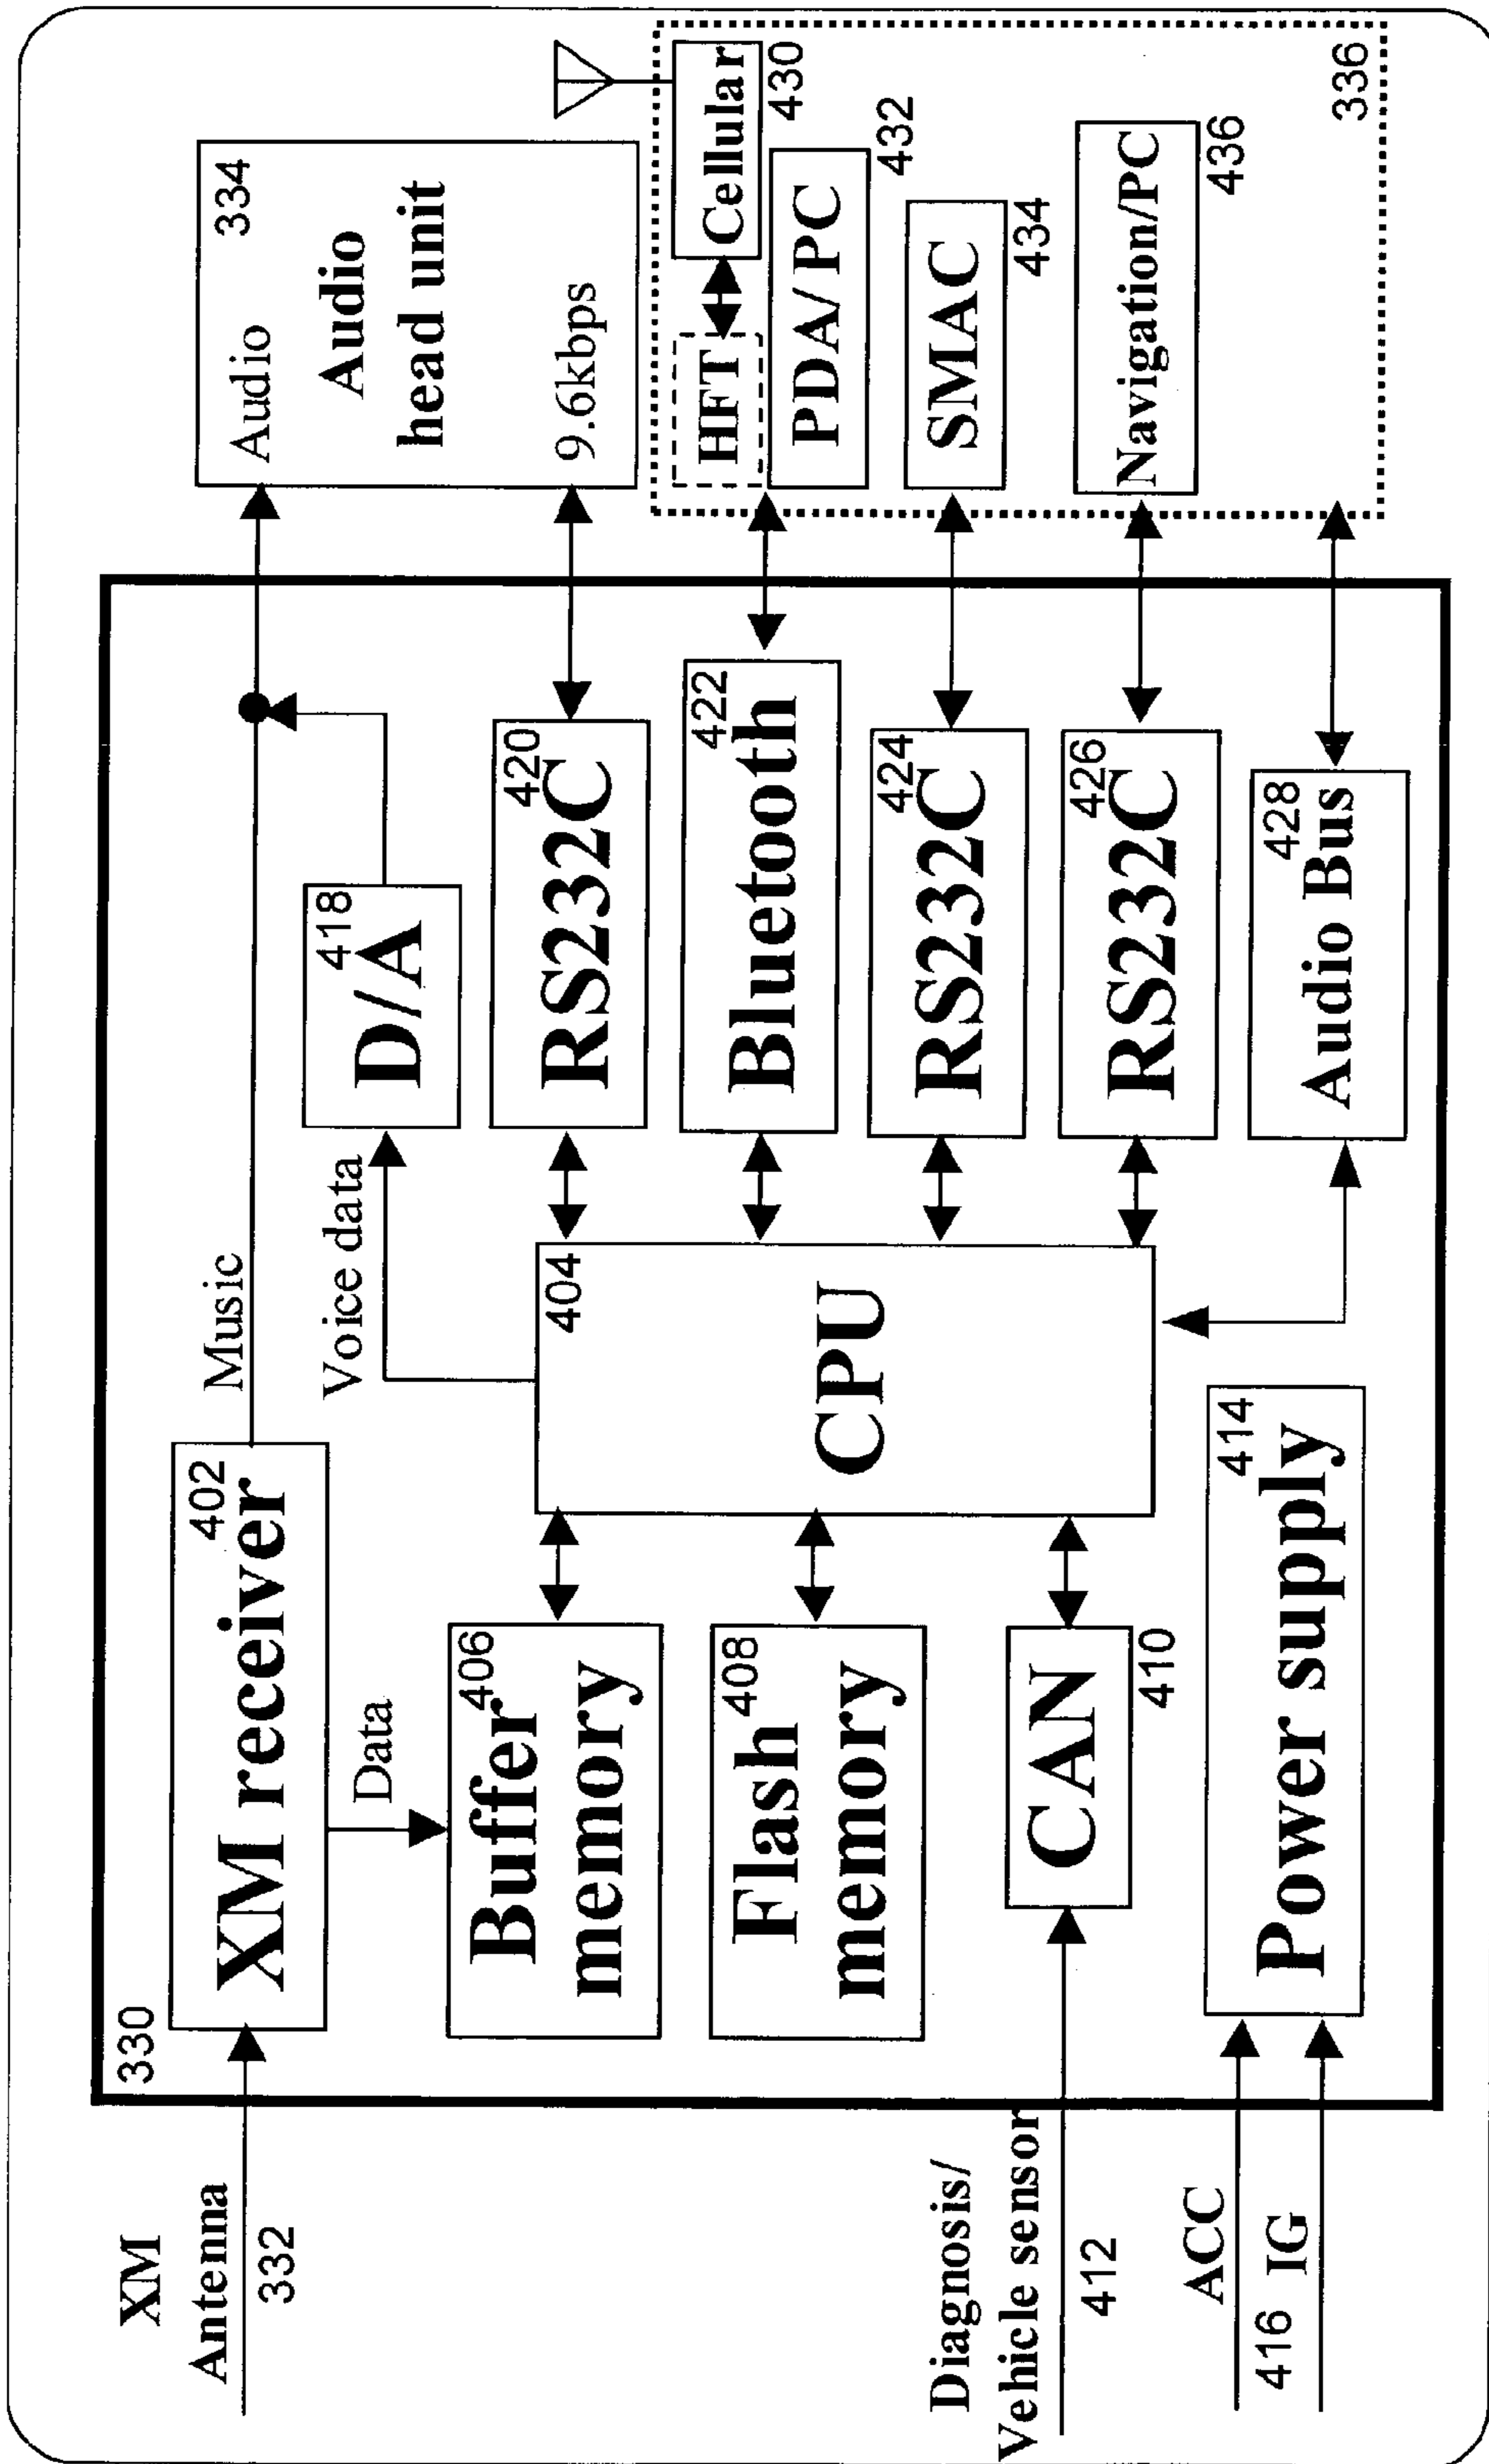 XM
Antenna
332
Diagnosis/
Vehicle sensor
412
ACC
416 IG
330
402
XM receiver
Data
406
Buffer
memory
408
Flash
memory
CAN
410
414
Power supply
Music
Voice data
404
CPU
418
D/A
420
RS232C
422
Bluetooth
424
RS232C
426
RS232C
428
Audio Bus
334
Audio
Audio
head unit
9.6kbps
HFT
Cellular
430
PDA/PC
432
SMAC
434
Navigation/PC
436
336